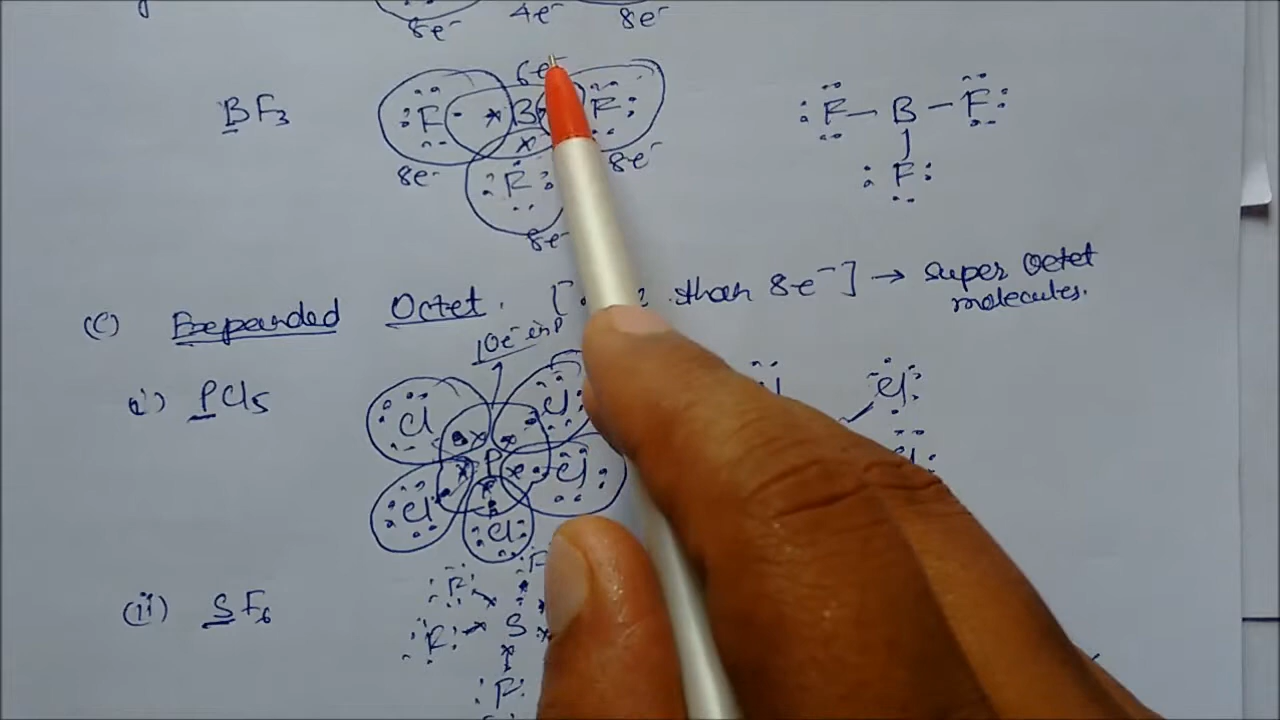 8e⁻ 4e⁻ 8e⁻
6e⁻
BF₃ F B F F — B — F
8e⁻ F 8e⁻ F
8e⁻
(C) Expanded Octet. [ than 8e⁻] → super octet
molecules.
10e⁻ in P
i) PCl₅ Cl Cl Cl
P Cl
Cl Cl
F
(ii) SF₆ F S
F
F